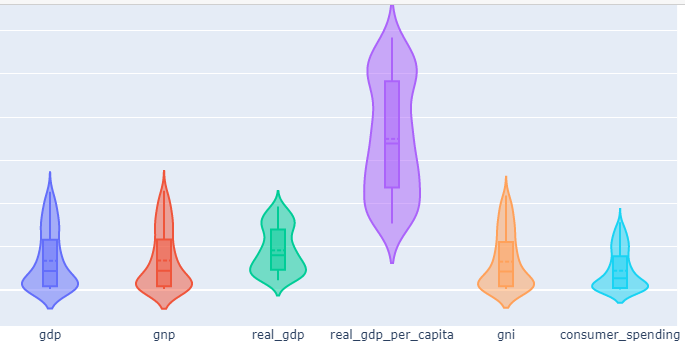 gdp gnp real_gdp real_gdp_per_capita gni consumer_spending